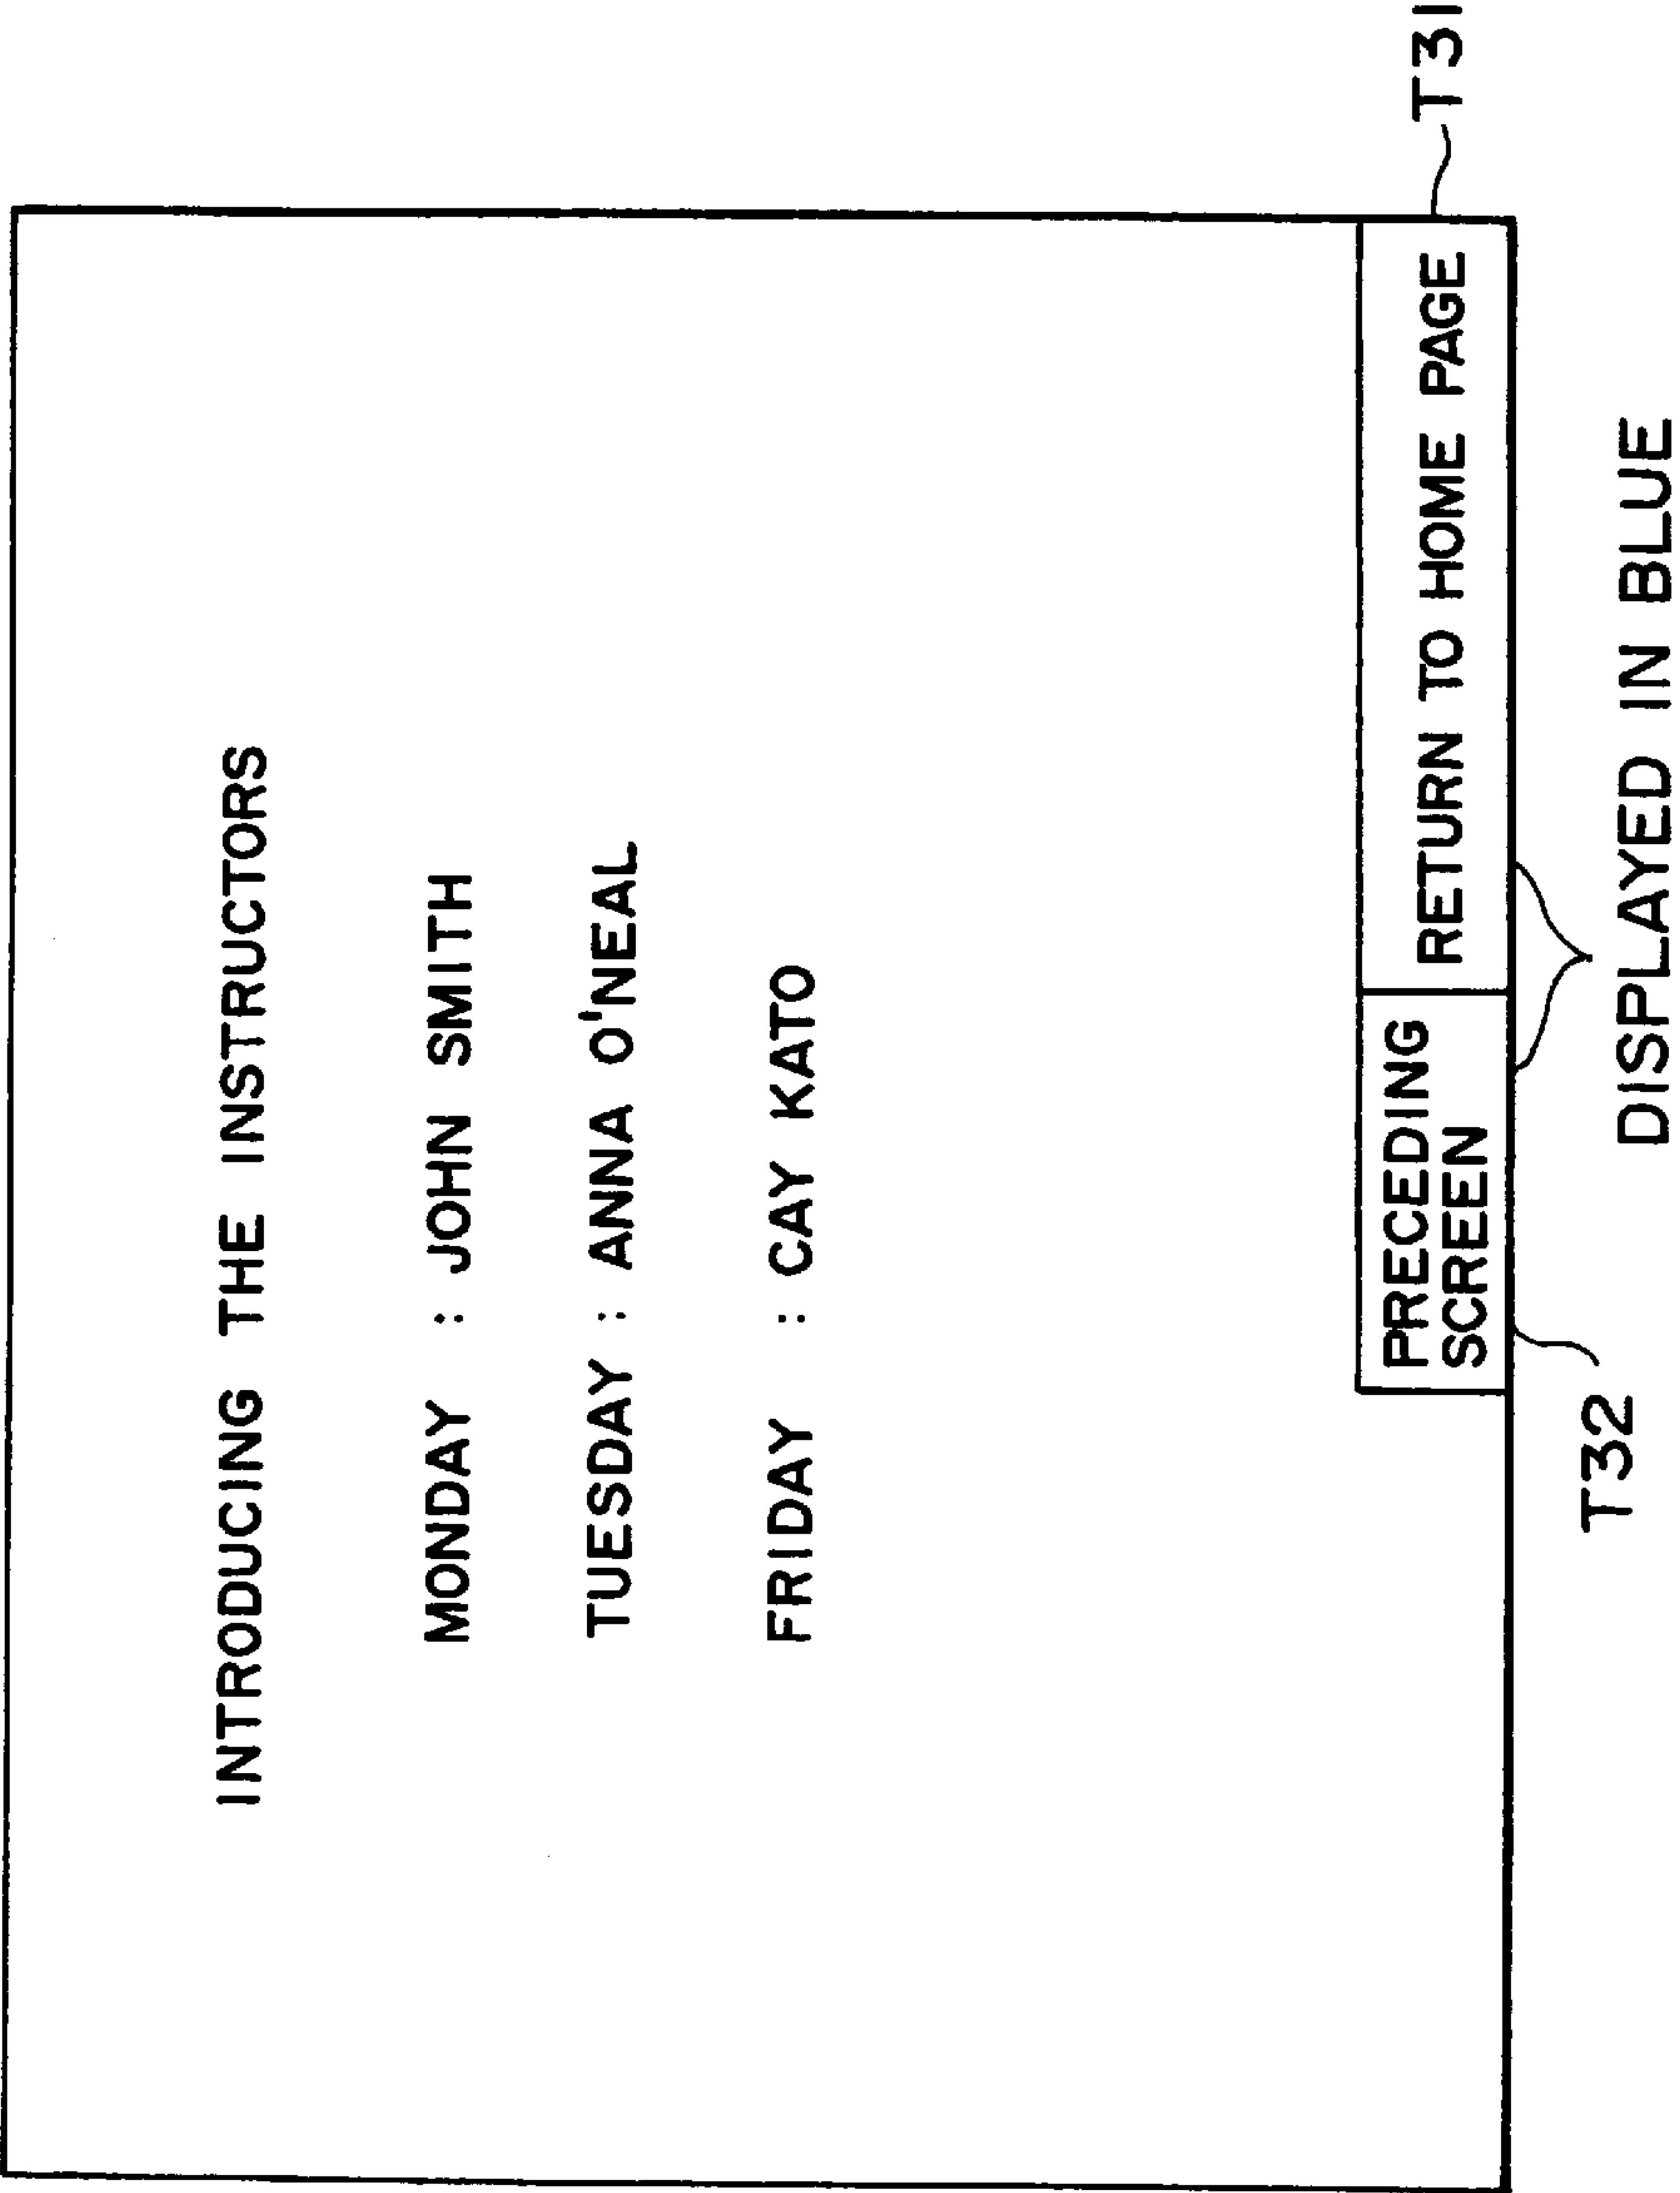 INTRODUCING THE INSTRUCTORS
MONDAY : JOHN SMITH
TUESDAY : ANNA O'NEAL
FRIDAY : CAY KATO
PRECEDING
SCREEN
RETURN TO HOME PAGE
T31
T32
DISPLAYED IN BLUE